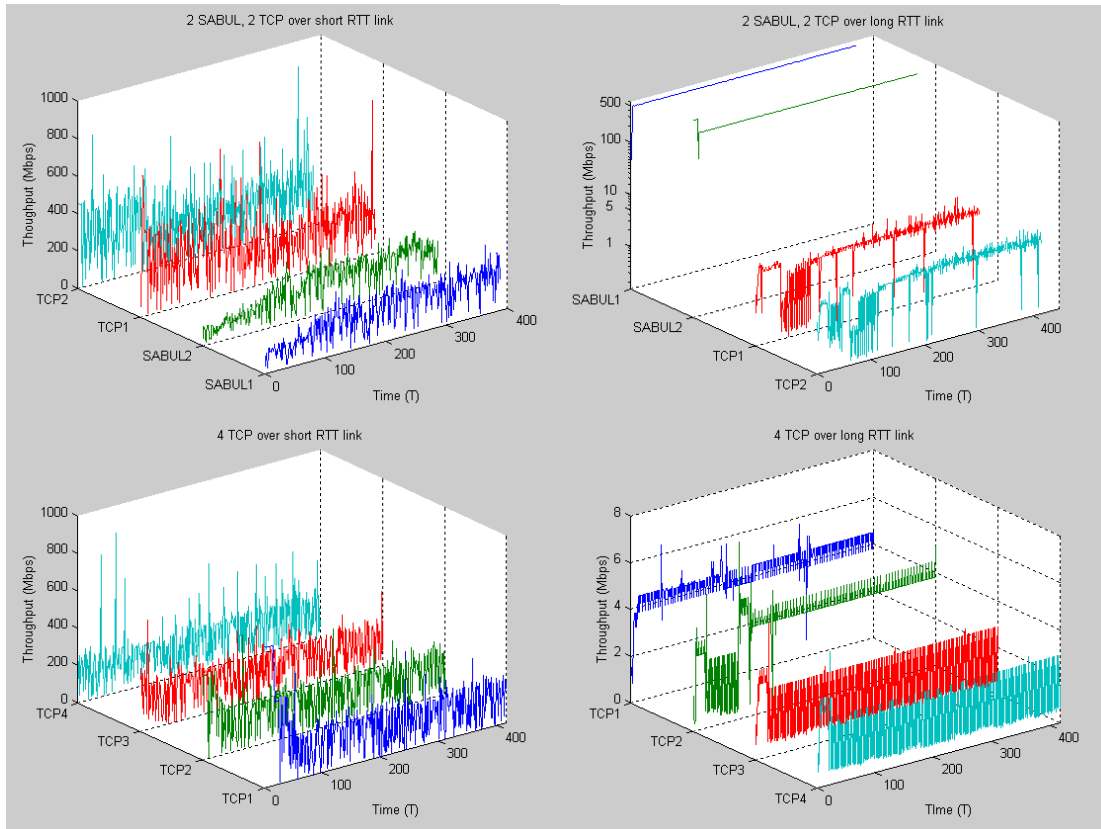 2 SABUL, 2 TCP over short RTT link
1000
800
600
400
200
0
Thoughput (Mbps)
TCP2
TCP1
SABUL2
SABUL1
0
100
200
300
400
Time (T)
2 SABUL, 2 TCP over long RTT link
500
100
10
5
1
Throughput (Mbps)
SABUL1
SABUL2
TCP1
TCP2
0
100
200
300
400
Time (T)
4 TCP over short RTT link
1000
800
600
400
200
0
Throughput (Mbps)
TCP4
TCP3
TCP2
TCP1
0
100
200
300
400
Time (T)
4 TCP over long RTT link
8
6
4
2
0
Throughput (Mbps)
TCP1
TCP2
TCP3
TCP4
0
100
200
300
400
TIme (T)